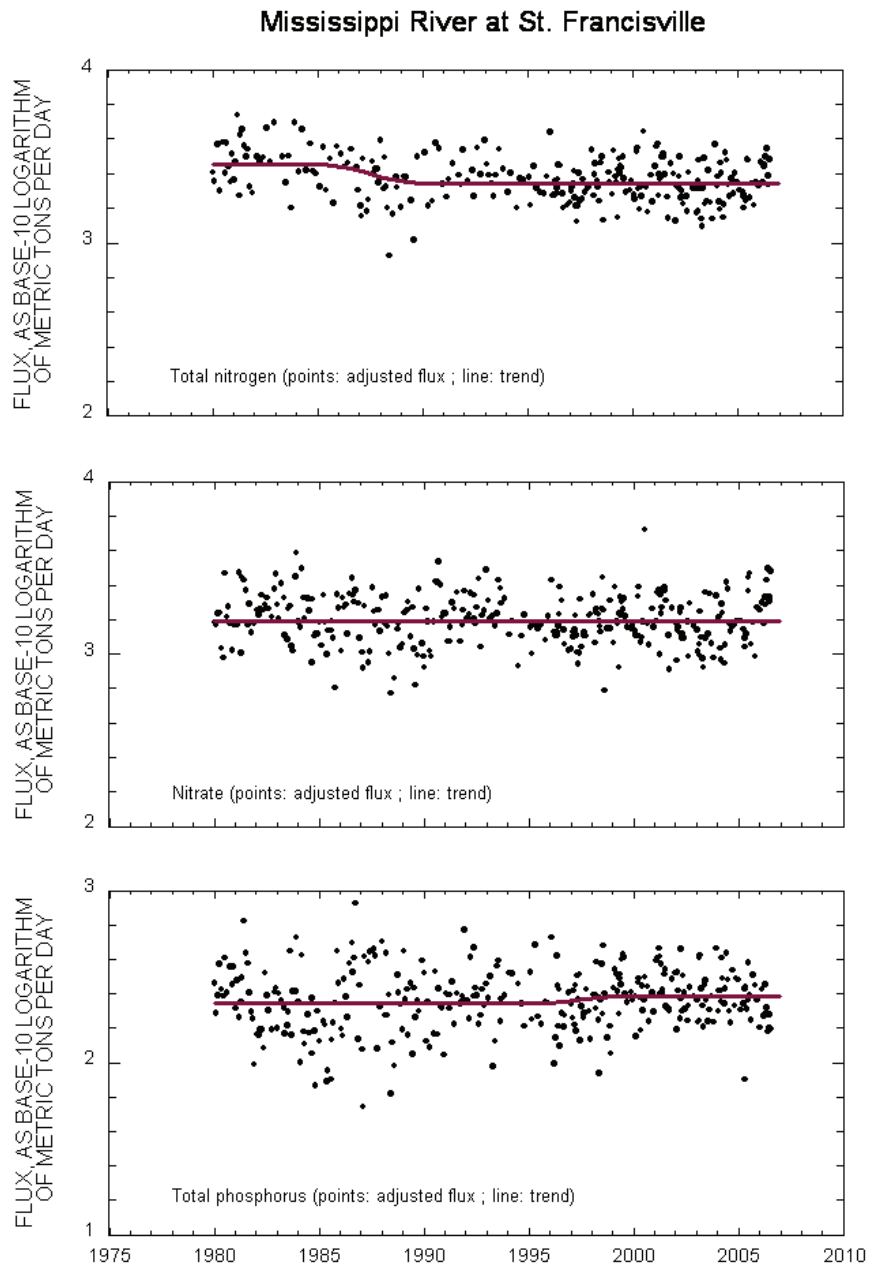 Mississippi River at St. Francisville
FLUX, AS BASE-10 LOGARITHM
OF METRIC TONS PER DAY
4
3
2
Total nitrogen (points: adjusted flux ; line: trend)
FLUX, AS BASE-10 LOGARITHM
OF METRIC TONS PER DAY
4
3
2
Nitrate (points: adjusted flux ; line: trend)
FLUX, AS BASE-10 LOGARITHM
OF METRIC TONS PER DAY
3
2
1
Total phosphorus (points: adjusted flux ; line: trend)
1975 1980 1985 1990 1995 2000 2005 2010